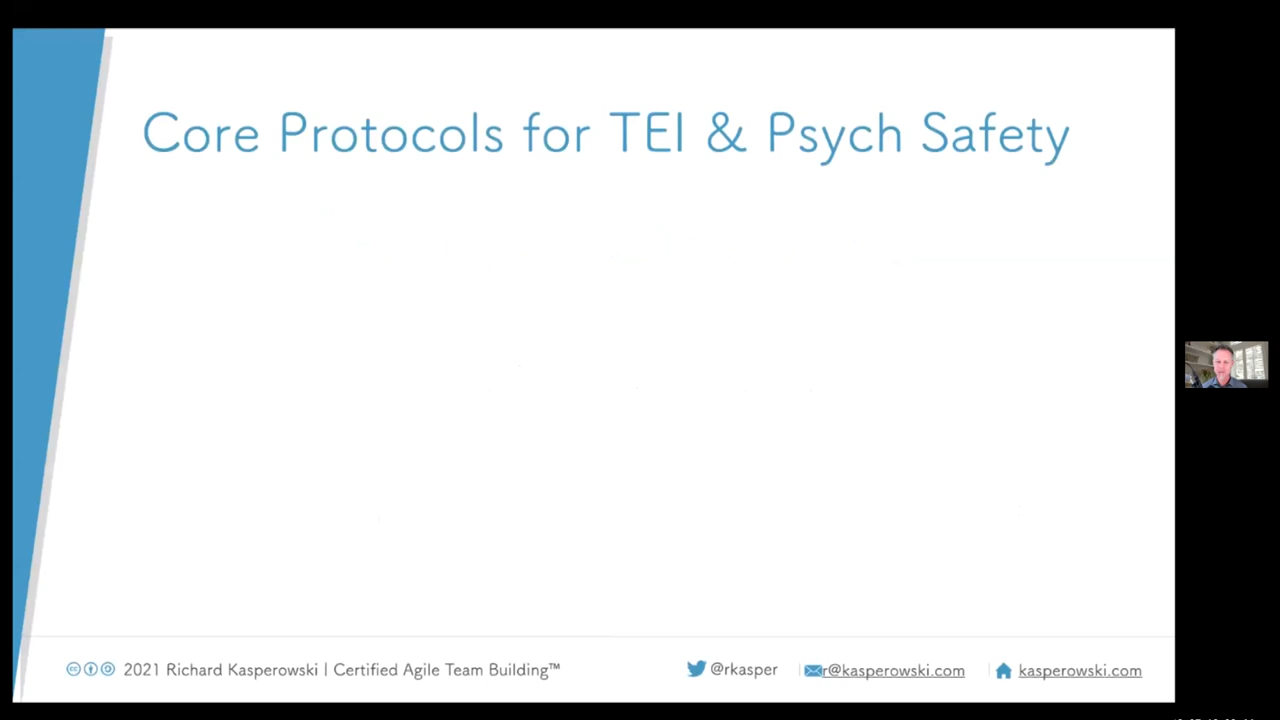 Core Protocols for TEI & Psych Safety
2021 Richard Kasperowski | Certified Agile Team Building™
@rkasper
r@kasperowski.com
kasperowski.com